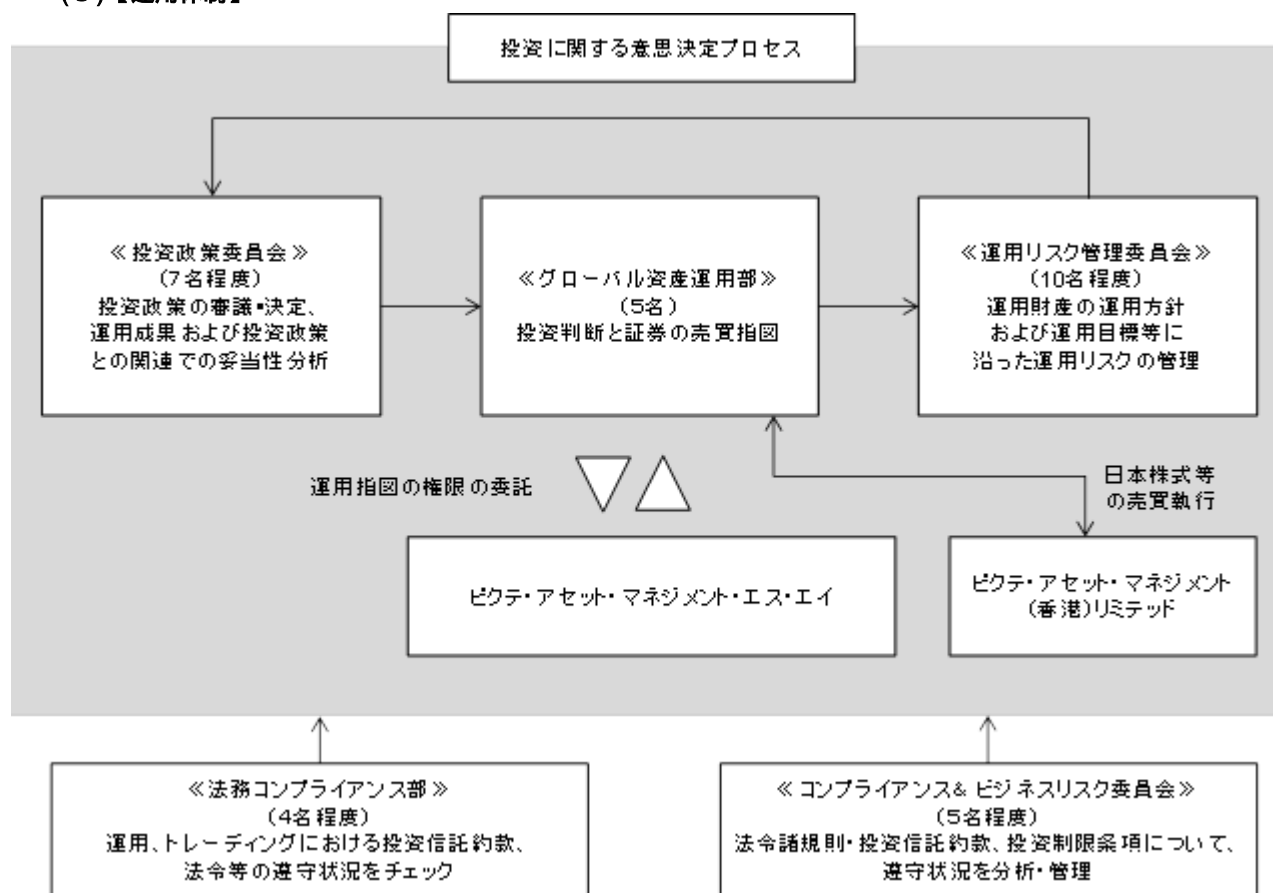 (3)【運用体制】
投資に関する意思決定プロセス
≪投資政策委員会≫
(7名程度)
投資政策の審議・決定、
運用成果および投資政策
との関連での妥当性分析
≪グローバル資産運用部≫
(5名)
投資判断と証券の売買指図
≪運用リスク管理委員会≫
(10名程度)
運用財産の運用方針
および運用目標等に
沿った運用リスクの管理
運用指図の権限の委託
日本株式等
の売買執行
ピクテ・アセット・マネジメント・エス・エイ
ピクテ・アセット・マネジメント
(香港)リミテッド
≪法務コンプライアンス部≫
(4名程度)
運用、トレーディングにおける投資信託約款、
法令等の遵守状況をチェック
≪コンプライアンス&ビジネスリスク委員会≫
(5名程度)
法令諸規則・投資信託約款、投資制限条項について、
遵守状況を分析・管理